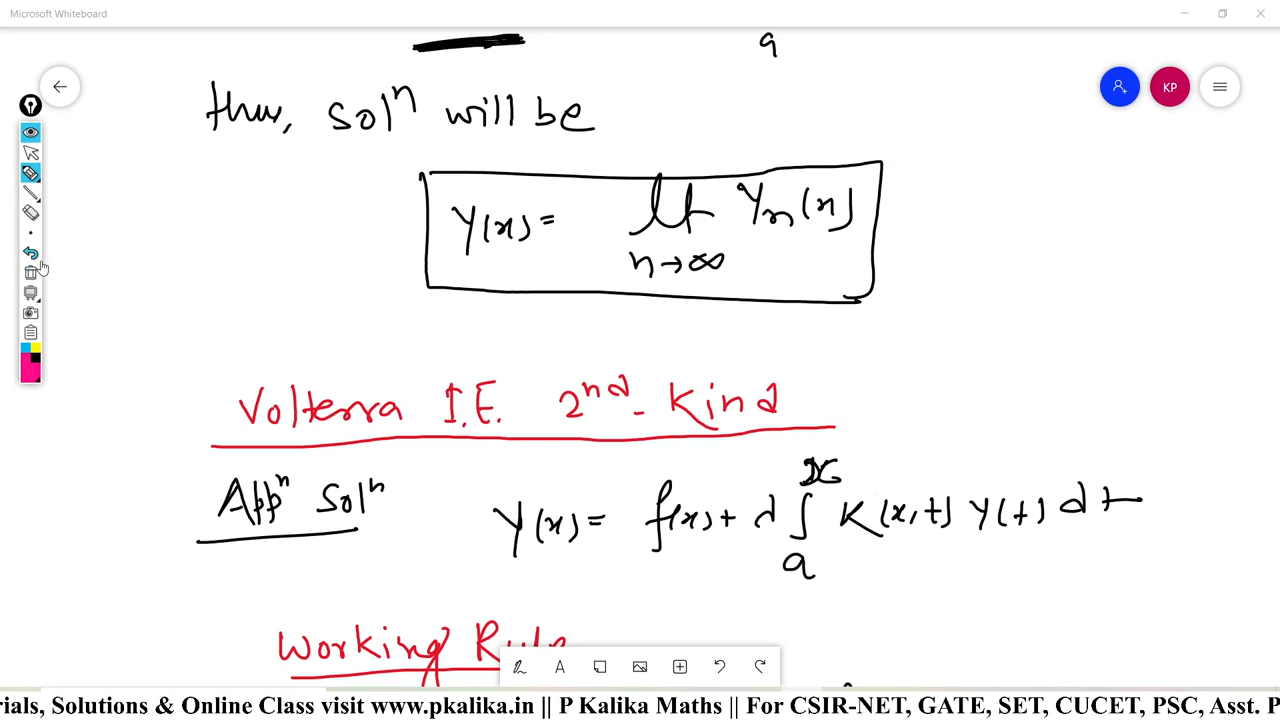 Microsoft Whiteboard
a
KP
thus, solⁿ will be
Y(x) = lt Yₙ(x)
n→∞
Volterra I.E. 2nd - Kind
Appⁿ Solⁿ
Y(x) = f(x) + λ ∫ₐˣ K(x,t) Y(t) dt
Working Rule
rials, Solutions & Online Class visit www.pkalika.in || P Kalika Maths || For CSIR-NET, GATE, SET, CUCET, PSC, Asst. P